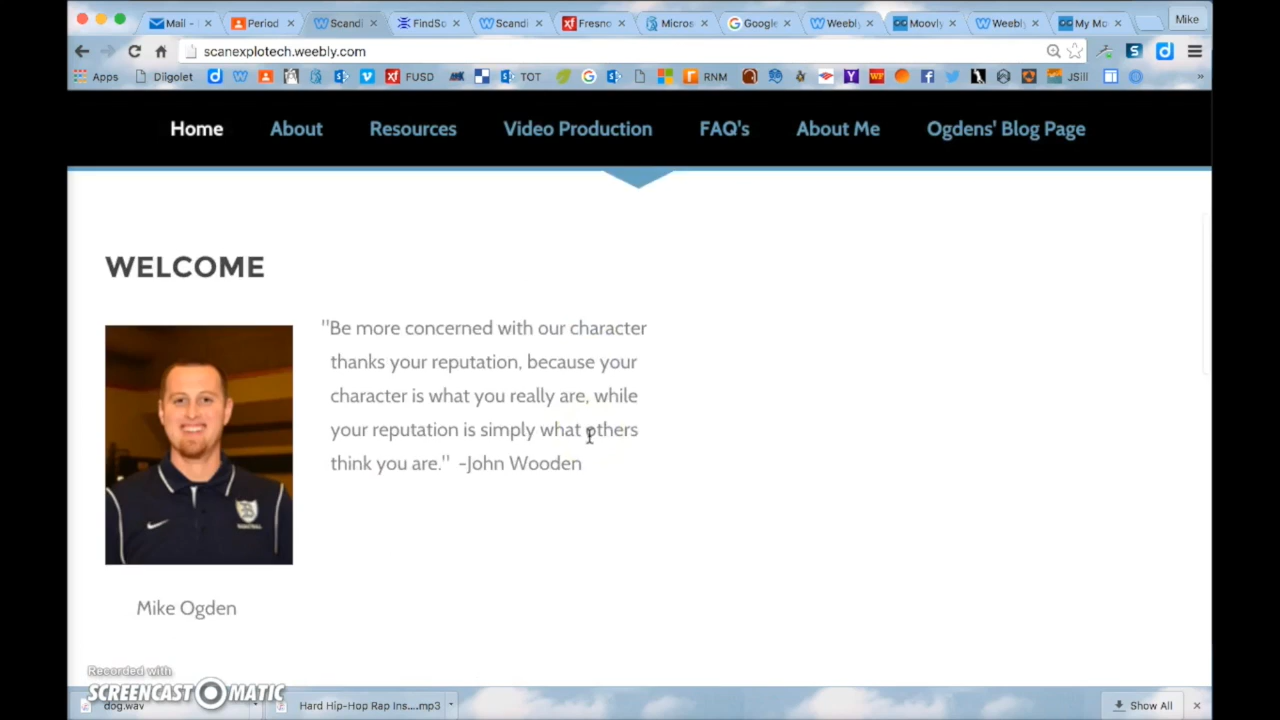 Mail - Period Scandi FindSc Scandi Fresno Micros Google Weebly Moovly Weebly My Mo Mike
scanexplotech.weebly.com
Apps Dilgolet FUSD TOT RNM JSill
Home About Resources Video Production FAQ's About Me Ogdens' Blog Page
WELCOME
"Be more concerned with our character
thanks your reputation, because your
character is what you really are, while
your reputation is simply what others
think you are." -John Wooden
Mike Ogden
Recorded with
SCREENCAST MATIC
dog.wav Hard Hip-Hop Rap Ins....mp3 Show All